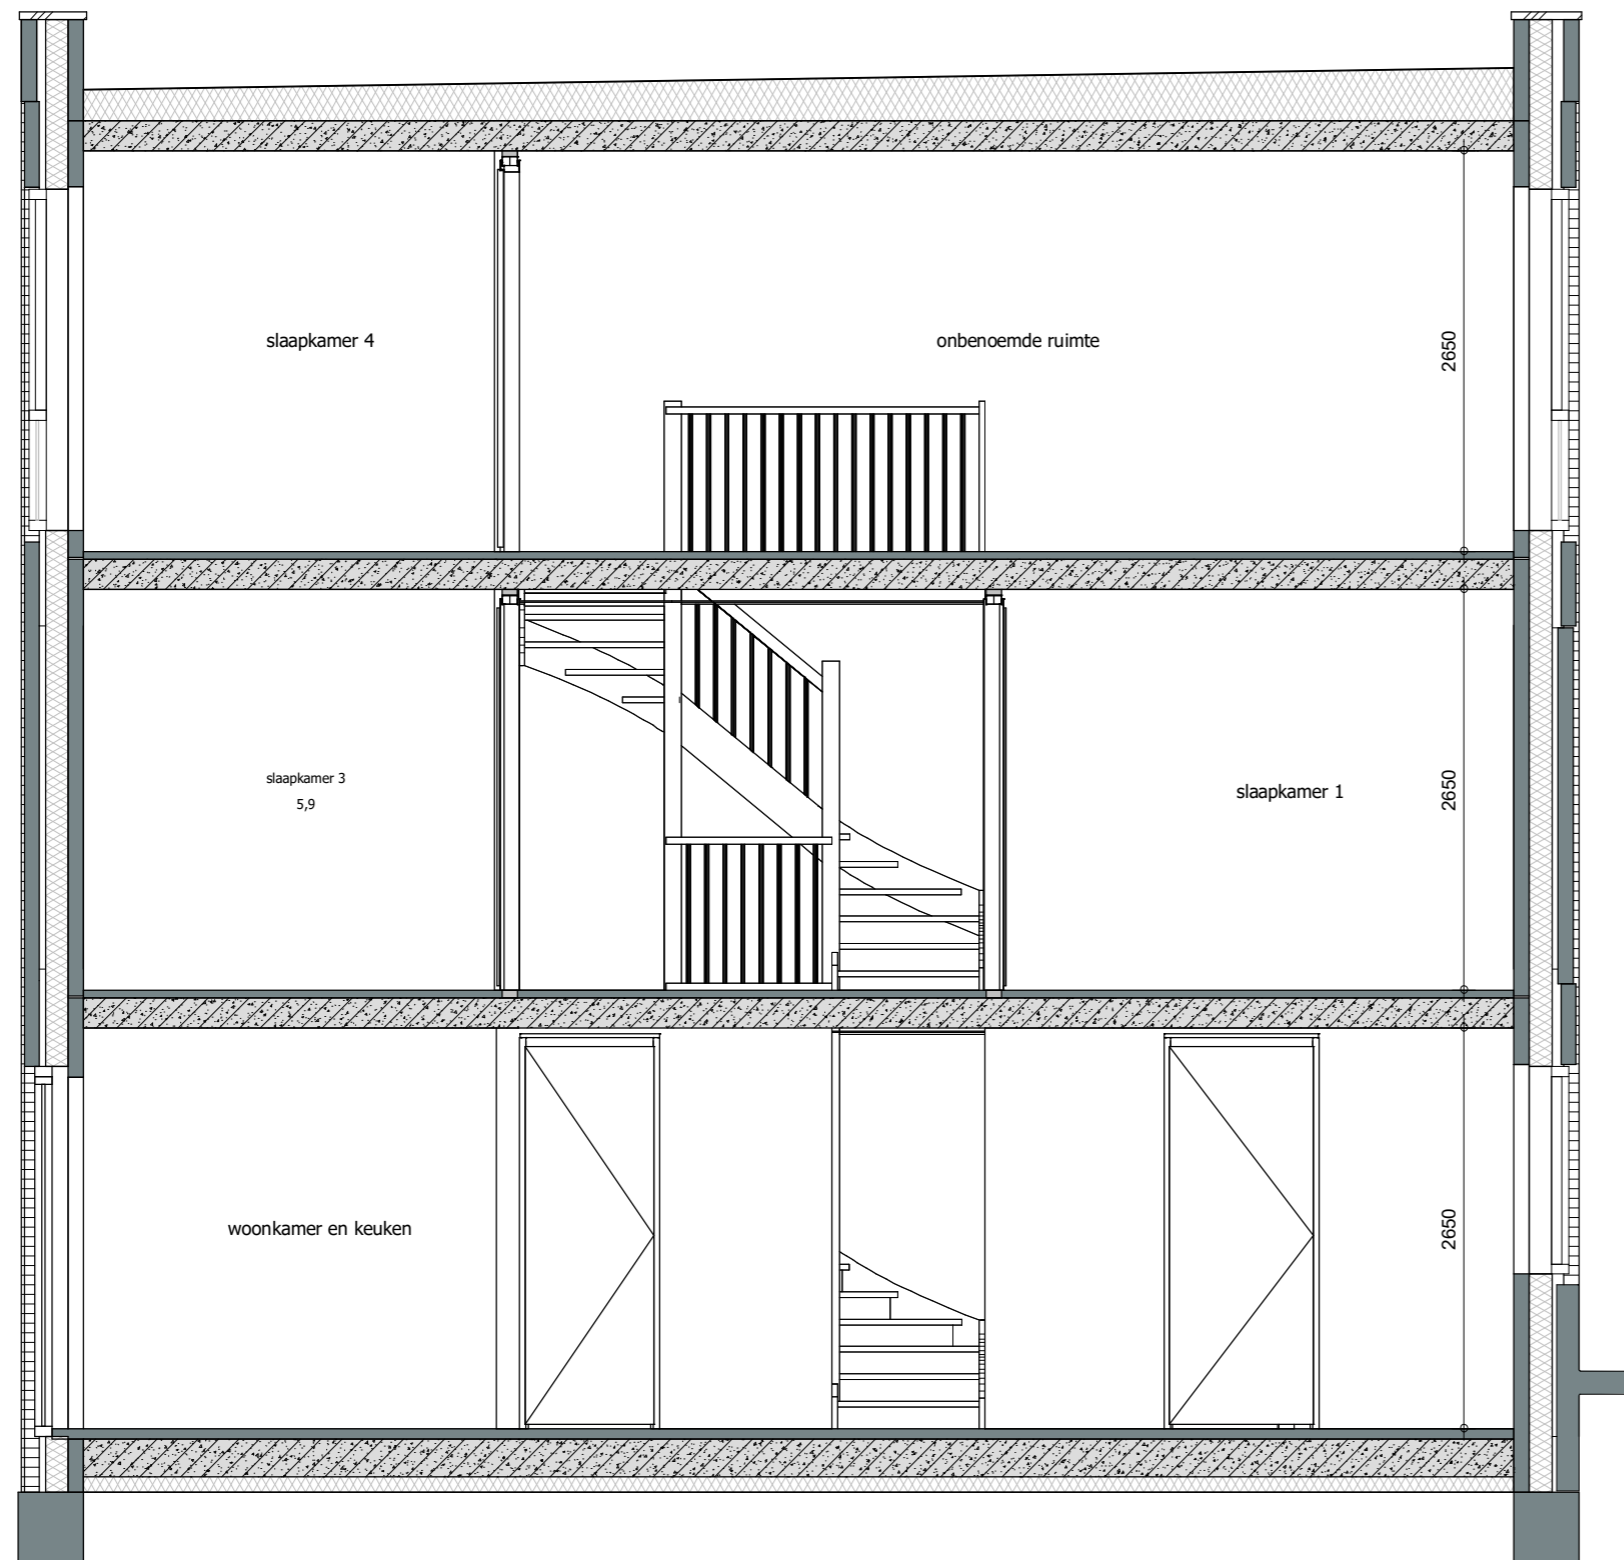 slaapkamer 4
onbenoemde ruimte
2650
slaapkamer 3
5,9
slaapkamer 1
2650
woonkamer en keuken
2650